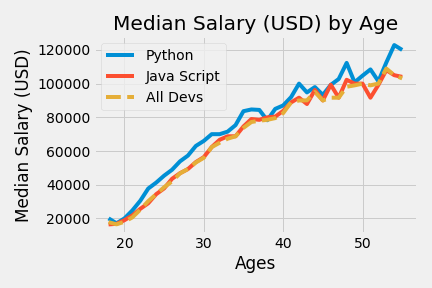 Median Salary (USD) by Age
Median Salary (USD)
120000
100000
80000
60000
40000
20000
Python
Java Script
All Devs
20
30
40
50
Ages